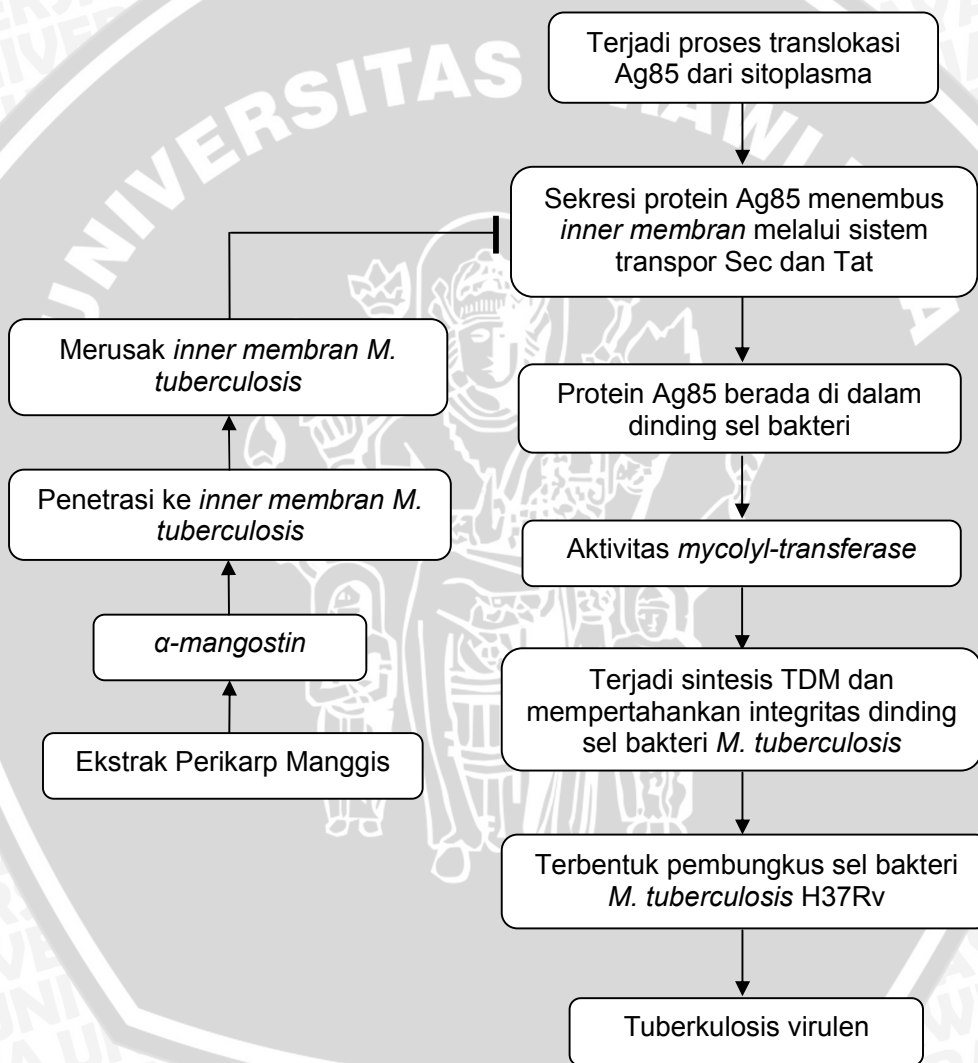 Terjadi proses translokasi
Ag85 dari sitoplasma
Sekresi protein Ag85 menembus
inner membran melalui sistem
transpor Sec dan Tat
Merusak inner membran M.
tuberculosis
Protein Ag85 berada di dalam
dinding sel bakteri
Penetrasi ke inner membran M.
tuberculosis
Aktivitas mycolyl-transferase
α-mangostin
Terjadi sintesis TDM dan
mempertahankan integritas dinding
sel bakteri M. tuberculosis
Ekstrak Perikarp Manggis
Terbentuk pembungkus sel bakteri
M. tuberculosis H37Rv
Tuberkulosis virulen
UNIVERSITAS